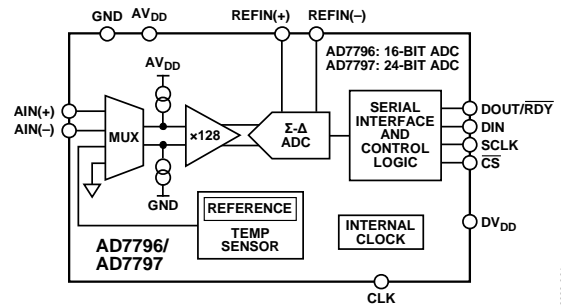 GND AVDD REFIN(+) REFIN(–)
AD7796: 16-BIT ADC
AD7797: 24-BIT ADC
AVDD
AIN(+)
AIN(–)
MUX
×128
Σ-Δ
ADC
SERIAL
INTERFACE
AND
CONTROL
LOGIC
DOUT/RDY
DIN
SCLK
CS
GND
REFERENCE
TEMP
SENSOR
INTERNAL
CLOCK
DVDD
AD7796/
AD7797
CLK